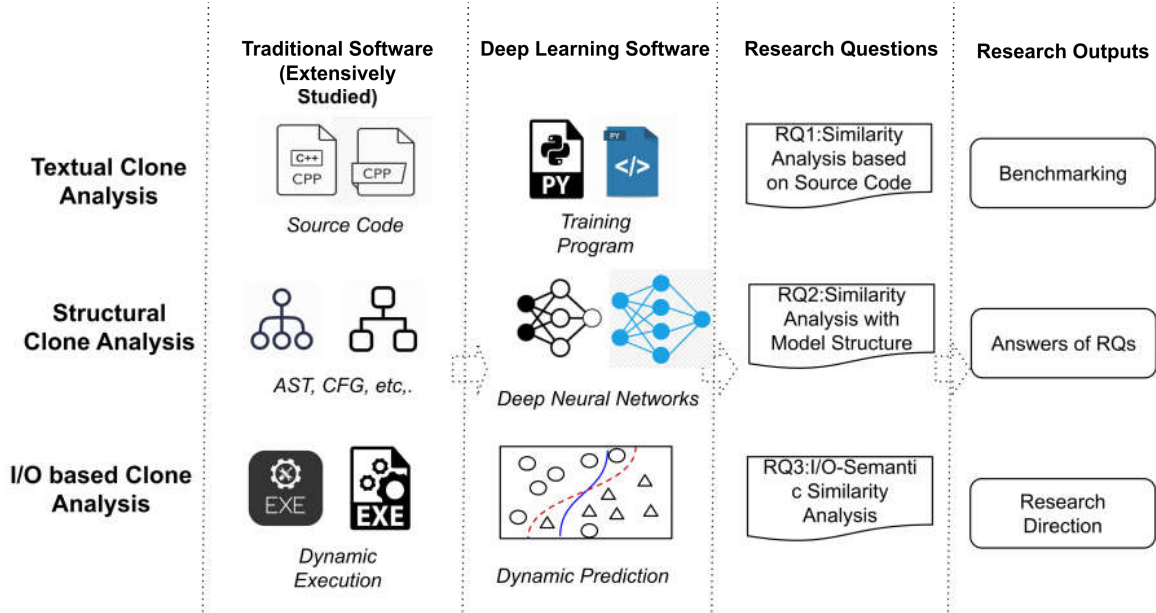 Traditional Software
(Extensively
Studied)
Deep Learning Software
Research Questions
Research Outputs
Textual Clone
Analysis
C++
CPP
CPP
Source Code
PY
PY
</>
Training
Program
RQ1:Similarity
Analysis based
on Source Code
Benchmarking
Structural
Clone Analysis
AST, CFG, etc,.
Deep Neural Networks
RQ2:Similarity
Analysis with
Model Structure
Answers of RQs
I/O based Clone
Analysis
EXE
EXE
Dynamic
Execution
Dynamic Prediction
RQ3:I/O-Semanti
c Similarity
Analysis
Research
Direction